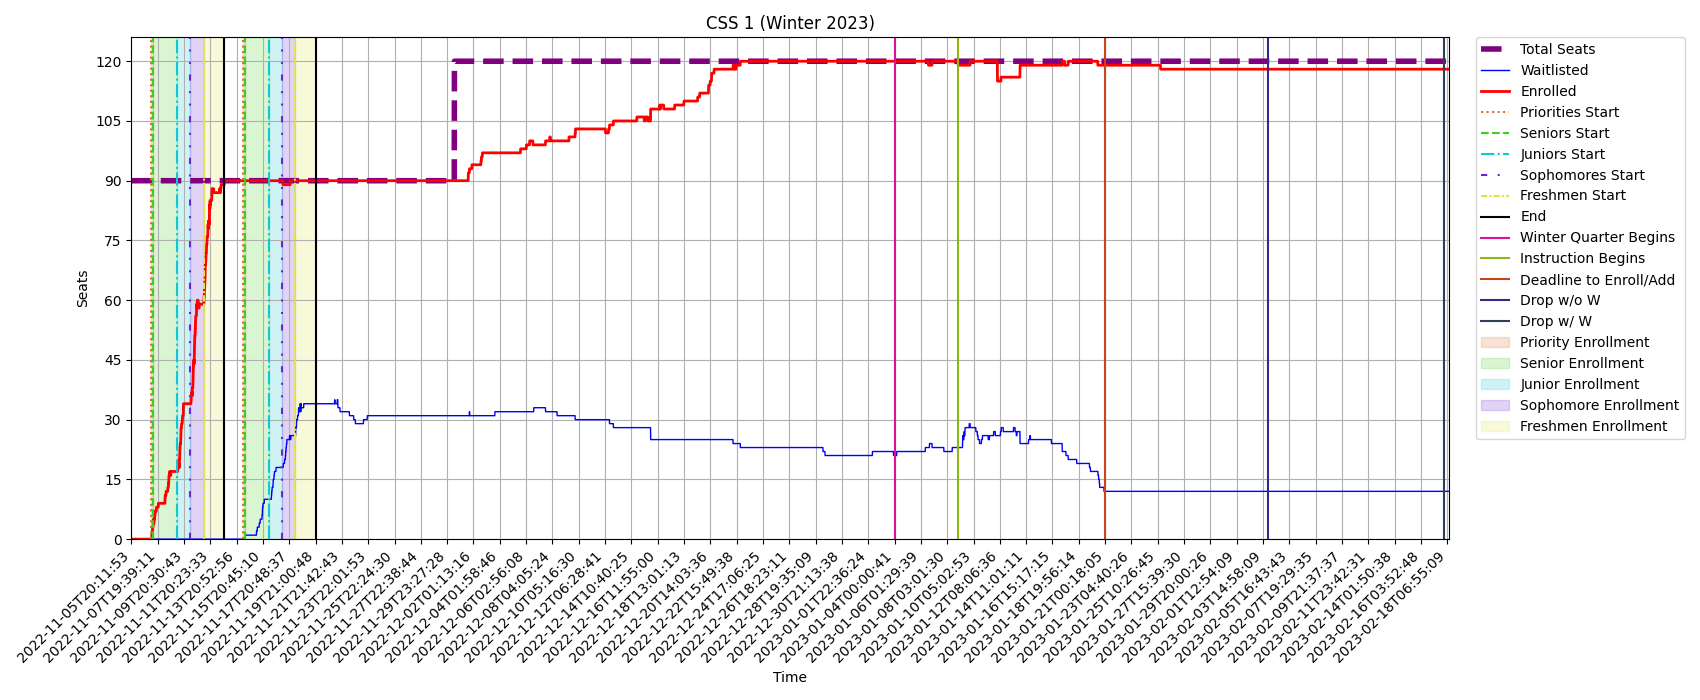 CSS 1 (Winter 2023)
Seats
120
105
90
75
60
45
30
15
0
2022-11-05T20:11:53
2022-11-07T19:39:11
2022-11-09T20:30:43
2022-11-11T20:23:33
2022-11-13T20:52:56
2022-11-15T20:45:10
2022-11-17T20:48:37
2022-11-19T21:00:48
2022-11-21T21:42:43
2022-11-23T22:01:53
2022-11-25T22:24:30
2022-11-27T22:38:44
2022-11-29T23:27:28
2022-12-02T01:13:16
2022-12-04T01:58:46
2022-12-06T02:56:08
2022-12-08T04:05:24
2022-12-10T05:16:30
2022-12-12T06:28:41
2022-12-14T10:40:25
2022-12-16T11:55:00
2022-12-18T13:01:13
2022-12-20T14:03:36
2022-12-22T15:49:38
2022-12-24T17:06:25
2022-12-26T18:23:11
2022-12-28T19:35:09
2022-12-30T21:13:38
2023-01-01T22:36:24
2023-01-04T00:00:41
2023-01-06T01:29:39
2023-01-08T03:01:30
2023-01-10T05:02:53
2023-01-12T08:06:36
2023-01-14T11:01:11
2023-01-16T15:17:15
2023-01-18T19:56:14
2023-01-21T00:18:05
2023-01-23T04:40:26
2023-01-25T10:26:45
2023-01-27T15:39:30
2023-01-29T20:00:26
2023-02-01T12:54:09
2023-02-03T14:58:09
2023-02-05T16:43:43
2023-02-07T19:29:35
2023-02-09T21:37:37
2023-02-11T23:42:31
2023-02-14T01:50:38
2023-02-16T03:52:48
2023-02-18T06:55:09
Time
Total Seats
Waitlisted
Enrolled
Priorities Start
Seniors Start
Juniors Start
Sophomores Start
Freshmen Start
End
Winter Quarter Begins
Instruction Begins
Deadline to Enroll/Add
Drop w/o W
Drop w/ W
Priority Enrollment
Senior Enrollment
Junior Enrollment
Sophomore Enrollment
Freshmen Enrollment